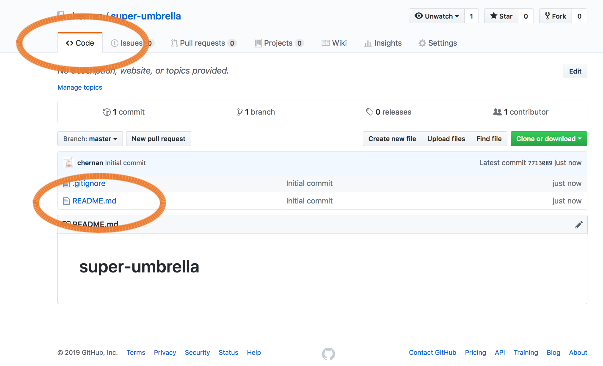 chernan / super-umbrella
Unwatch 1 Star 0 Fork 0
Code Issues 0 Pull requests 0 Projects 0 Wiki Insights Settings
No description, website, or topics provided.
Edit
Manage topics
1 commit 1 branch 0 releases 1 contributor
Branch: master New pull request Create new file Upload files Find file Clone or download
chernan Initial commit Latest commit 7713089 just now
.gitignore Initial commit just now
README.md Initial commit just now
README.md
super-umbrella
© 2019 GitHub, Inc. Terms Privacy Security Status Help Contact GitHub Pricing API Training Blog About